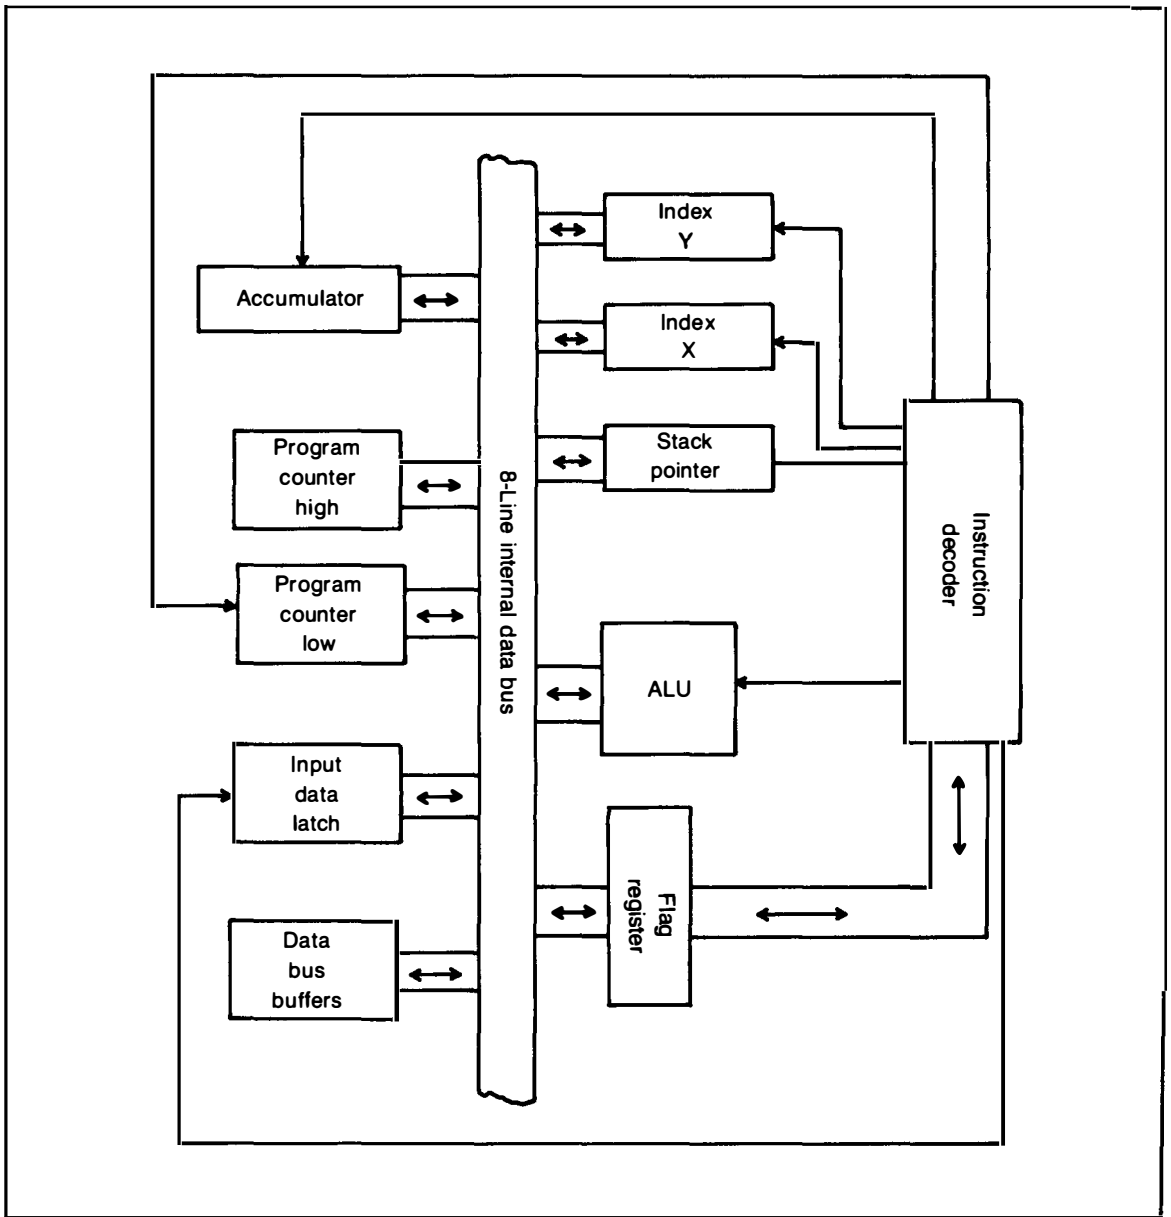 Index
Y
Accumulator
Index
X
Program
counter
high
Stack
pointer
8-Line internal data bus
Instruction
decoder
Program
counter
low
ALU
Input
data
latch
Flag
register
Data
bus
buffers